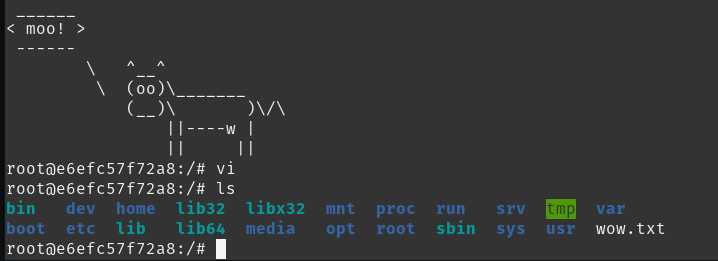 ______
< moo! >
 ------
        \   ^__^
         \  (oo)\_______
            (__)\       )\/\
                ||----w |
                ||     ||
root@e6efc57f72a8:/# vi
root@e6efc57f72a8:/# ls
bin   dev  home  lib32  libx32  mnt  proc  run   srv  tmp  var
boot  etc  lib   lib64  media   opt  root  sbin  sys  usr  wow.txt
root@e6efc57f72a8:/#